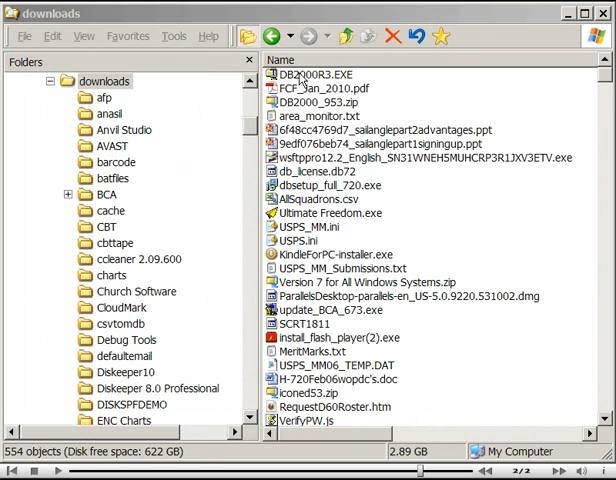 downloads
File Edit View Favorites Tools Help
Folders
Name
downloads
afp
anasil
Anvil Studio
AVAST
barcode
batfiles
BCA
cache
CBT
cbttape
ccleaner 2.09.600
charts
Church Software
CloudMark
csvtomdb
Debug Tools
defaultemail
Diskeeper10
Diskeeper 8.0 Professional
DISKSPFDEMO
ENC Charts
DB2000R3.EXE
FCF_Jan_2010.pdf
DB2000_953.zip
area_monitor.txt
6f48cc4769d7_sailanglepart2advantages.ppt
9edf076beb74_sailanglepart1signingup.ppt
wsftppro12.2_English_SN31WNEH5MUHCRP3R1JXV3ETV.exe
db_license.db72
dbsetup_full_720.exe
AllSquadrons.csv
Ultimate Freedom.exe
USPS_MM.ini
USPS.ini
KindleForPC-installer.exe
USPS_MM_Submissions.txt
Version 7 for All Windows Systems.zip
ParallelsDesktop-parallels-en_US-5.0.9220.531002.dmg
update_BCA_673.exe
SCRT1811
install_flash_player(2).exe
MeritMarks.txt
USPS_MM06_TEMP.DAT
H-720Feb06wopdc's.doc
iconed53.zip
RequestD60Roster.htm
VerifyPW.js
554 objects (Disk free space: 622 GB)
2.89 GB
My Computer
2/2